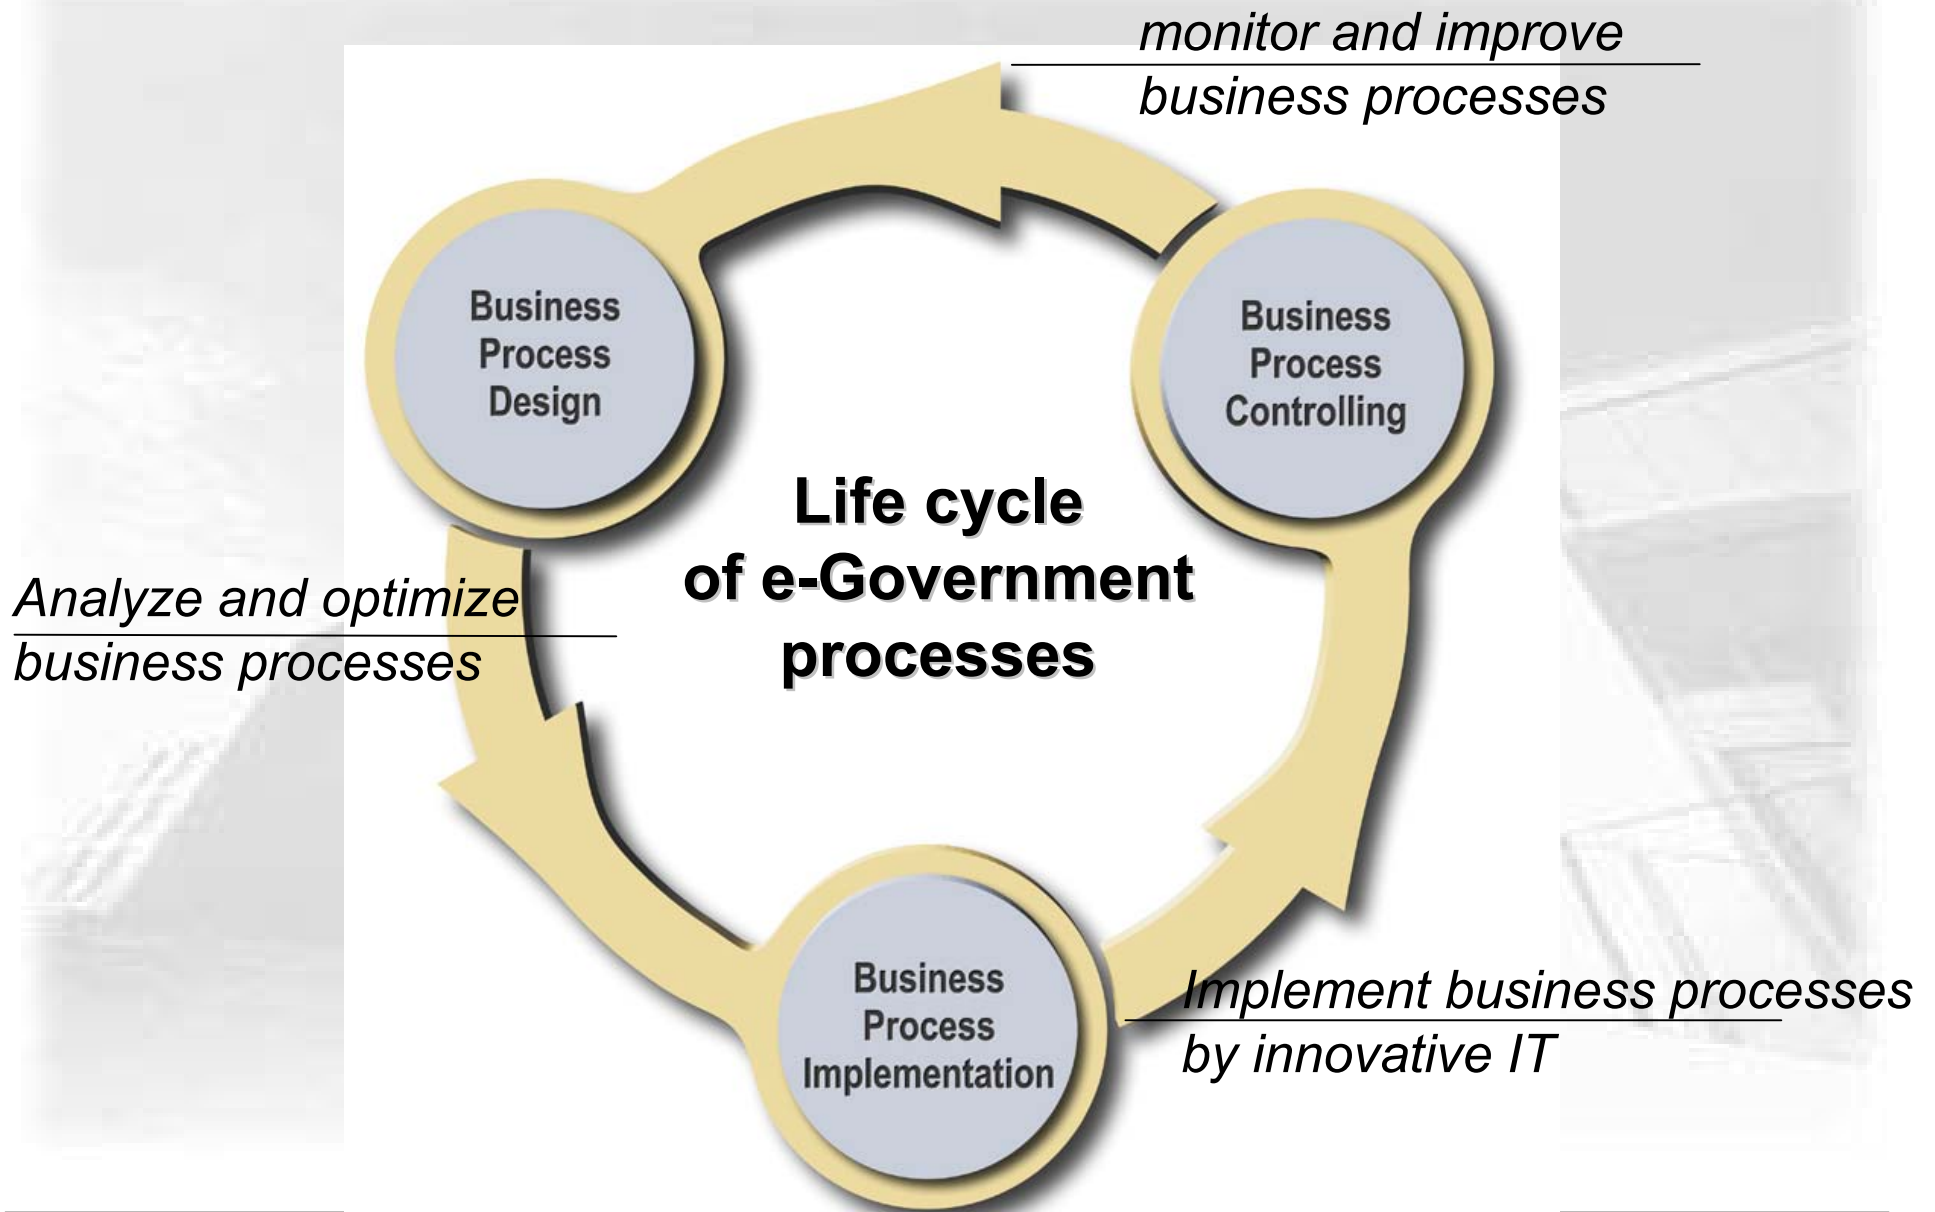 monitor and improve
business processes
Business
Process
Design
Business
Process
Controlling
Life cycle
of e-Government
processes
Analyze and optimize
business processes
Business
Process
Implementation
Implement business processes
by innovative IT